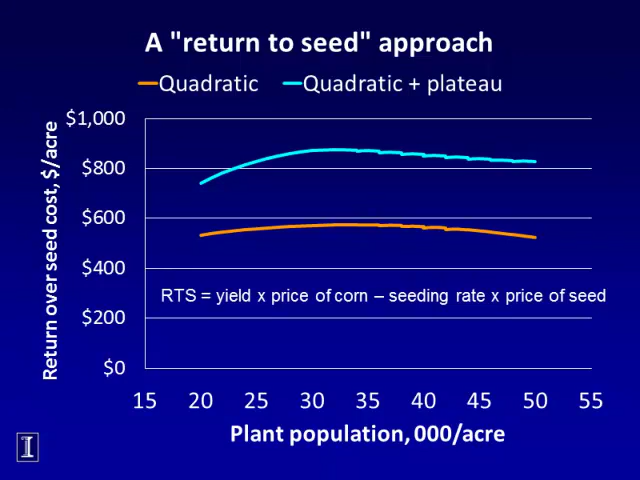 A "return to seed" approach
Quadratic Quadratic + plateau
$1,000
$800
$600
$400
$200
$0
Return over seed cost, $/acre
RTS = yield x price of corn – seeding rate x price of seed
15 20 25 30 35 40 45 50 55
Plant population, 000/acre
I